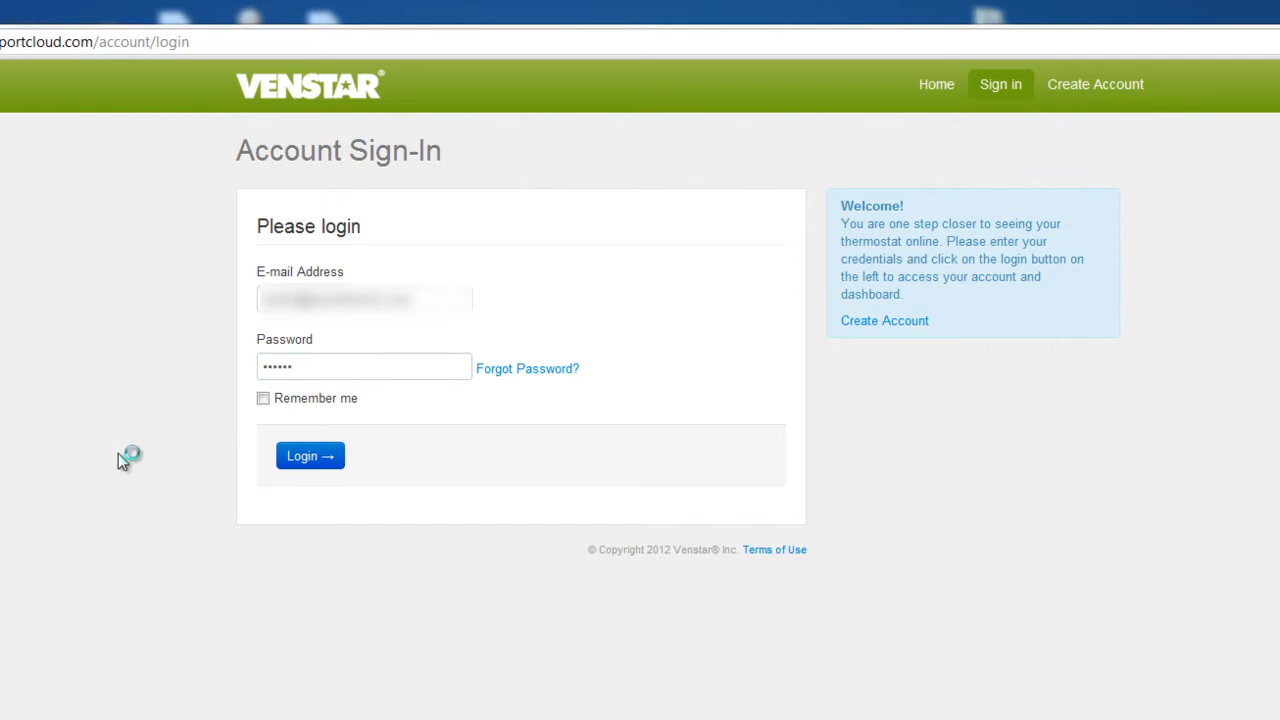 portcloud.com/account/login
VENSTAR®
Home Sign in Create Account
Account Sign-In
Please login
E-mail Address
Password
•••••• Forgot Password?
Remember me
Login →
Welcome!
You are one step closer to seeing your
thermostat online. Please enter your
credentials and click on the login button on
the left to access your account and
dashboard.
Create Account
© Copyright 2012 Venstar® Inc. Terms of Use